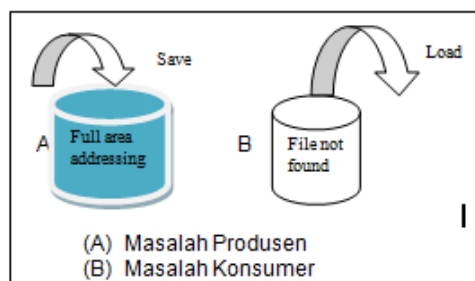 Save
Load
A
Full area
addressing
B
File not
found
(A) Masalah Produsen
(B) Masalah Konsumer